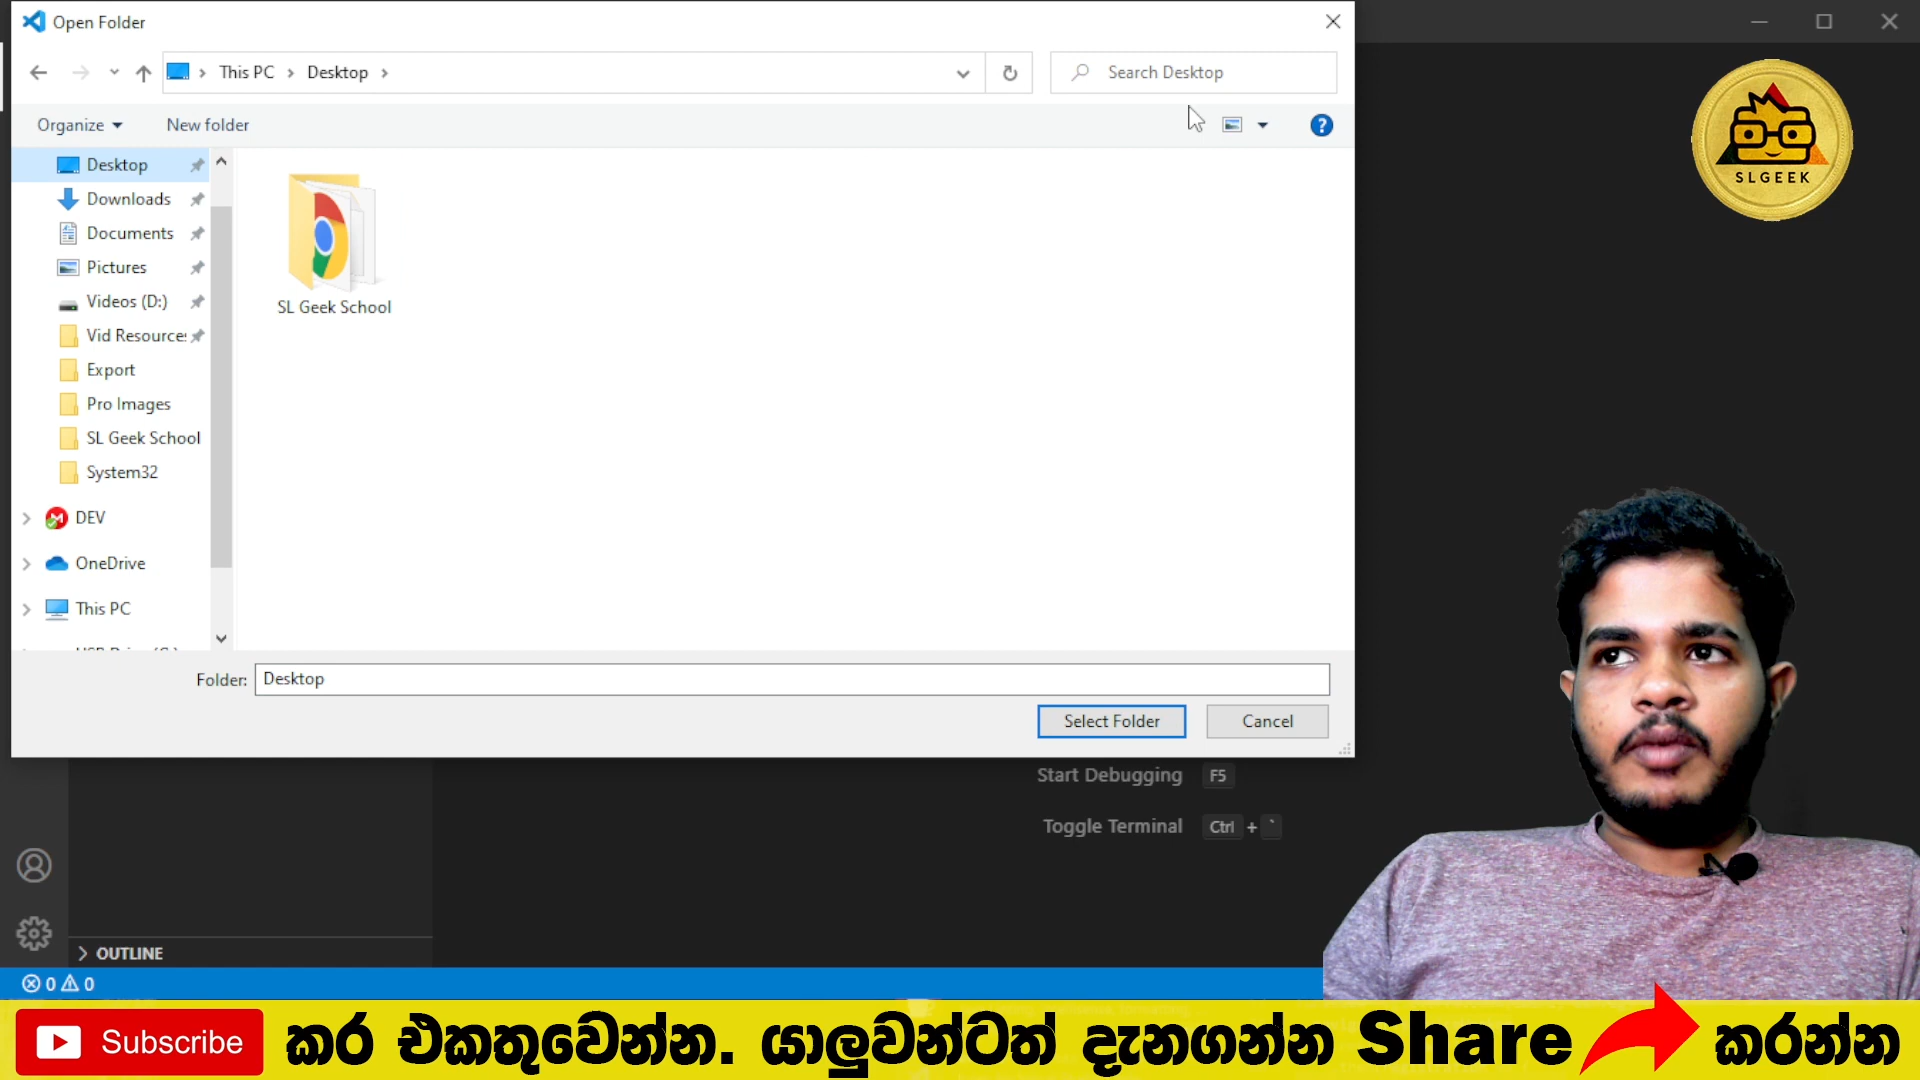 Open Folder
This PC
Desktop
Search Desktop
Organize
New folder
SLGEEK
Desktop
Downloads
Documents
Pictures
Videos (D:)
Vid Resources
Export
Pro Images
SL Geek School
System32
DEV
OneDrive
This PC
SL Geek School
Folder: Desktop
Select Folder
Cancel
Start Debugging F5
Toggle Terminal Ctrl + `
OUTLINE
0 0
Subscribe කර එකතුවෙන්න. යාලුවන්ටත් දැනගන්න Share කරන්න